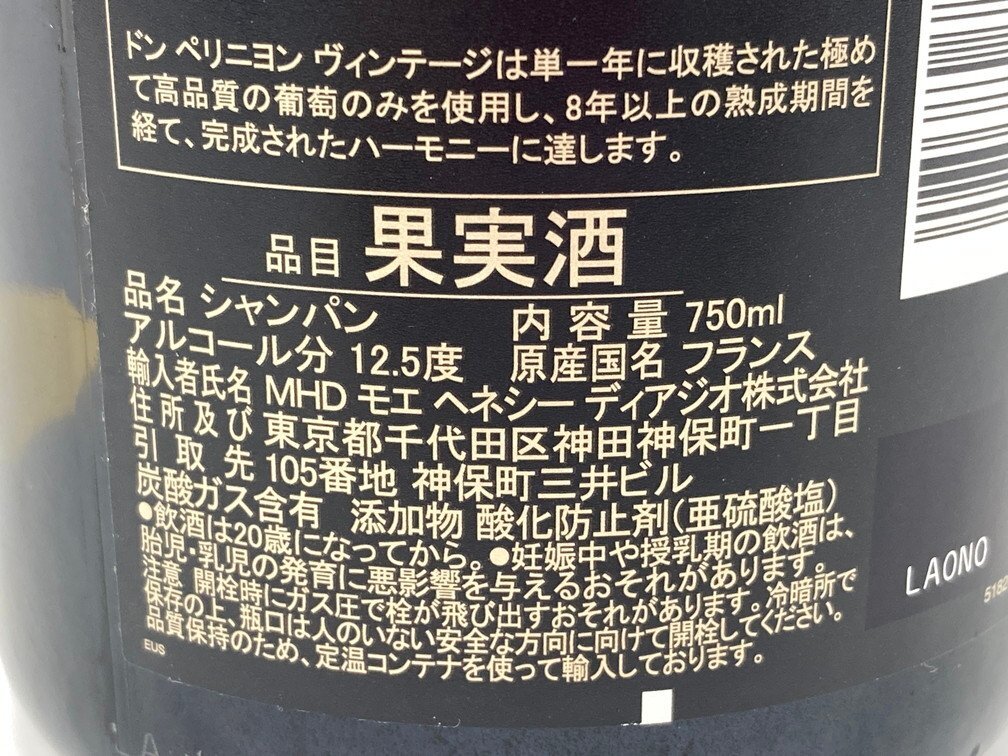 ドン ペリニヨン ヴィンテージは単一年に収穫された極め
て高品質の葡萄のみを使用し、8年以上の熟成期間を
経て、完成されたハーモニーに達します。
品目 果実酒
品名 シャンパン 内容量 750ml
アルコール分 12.5度 原産国名 フランス
輸入者氏名 MHD モエ ヘネシー ディアジオ株式会社
住所及び 東京都千代田区神田神保町一丁目
引取先 105番地 神保町三井ビル
炭酸ガス含有 添加物 酸化防止剤(亜硫酸塩)
●飲酒は20歳になってから。●妊娠中や授乳期の飲酒は、
胎児・乳児の発育に悪影響を与えるおそれがあります。
注意 開栓時にガス圧で栓が飛び出すおそれがあります。冷暗所で
保存の上、瓶口は人のいない安全な方向に向けて開栓してください。
品質保持のため、定温コンテナを使って輸入しております。
EUS
LAONO